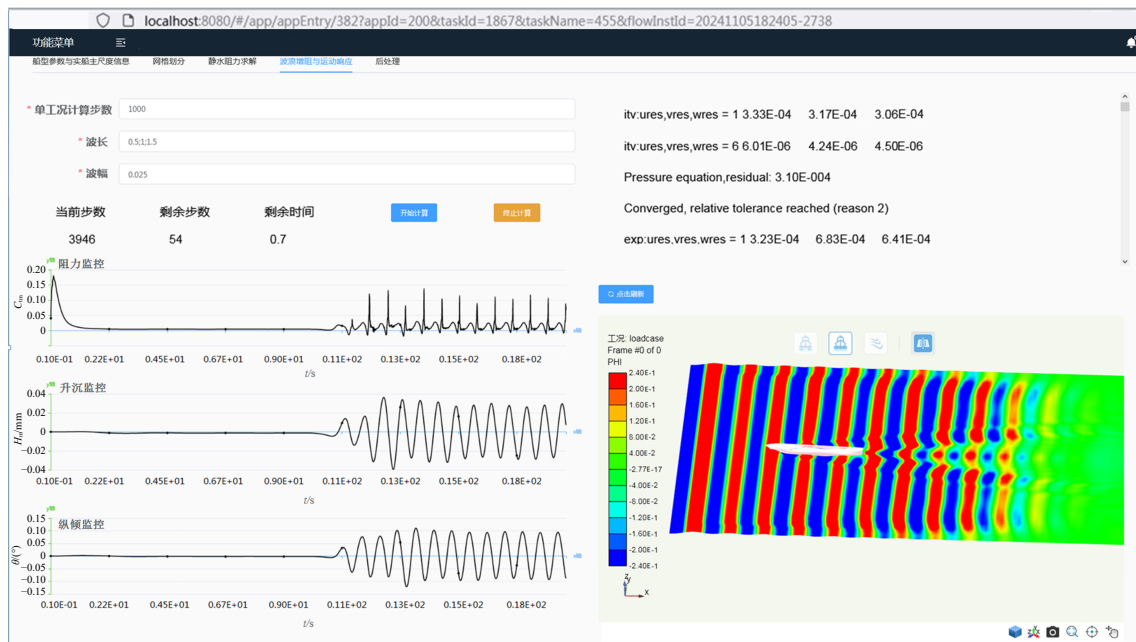 localhost:8080/#/app/appEntry/382?appId=200&taskId=1867&taskName=455&flowInstId=20241105182405-2738
功能菜单
船型参数与实船主尺度信息 网格划分 静水阻力求解 波浪增阻与运动响应 后处理
* 单工况计算步数 1000
* 波长 0.5;1;1.5
* 波幅 0.025
当前步数 剩余步数 剩余时间 开始计算 终止计算
3946 54 0.7
itv:ures,vres,wres = 1 3.33E-04 3.17E-04 3.06E-04
itv:ures,vres,wres = 6 6.01E-06 4.24E-06 4.50E-06
Pressure equation,residual: 3.10E-004
Converged, relative tolerance reached (reason 2)
exp:ures,vres,wres = 1 3.23E-04 6.83E-04 6.41E-04
阻力监控
0.20
0.15
0.10
0.05
0
0.10E-01 0.22E+01 0.45E+01 0.67E+01 0.90E+01 0.11E+02 0.13E+02 0.15E+02 0.18E+02
t/s
升沉监控
0.04
0.02
0
−0.02
−0.04
0.10E-01 0.22E+01 0.45E+01 0.67E+01 0.90E+01 0.11E+02 0.13E+02 0.15E+02 0.18E+02
t/s
纵倾监控
θ/(°)
0.15
0.10
0.05
0
−0.05
−0.10
−0.15
0.10E-01 0.22E+01 0.45E+01 0.67E+01 0.90E+01 0.11E+02 0.13E+02 0.15E+02 0.18E+02
t/s
点击刷新
工况: loadcase
Frame #0 of 0
PHI
2.40E-1
2.00E-1
1.60E-1
1.20E-1
8.00E-2
4.00E-2
-2.77E-17
-4.00E-2
-8.00E-2
-1.20E-1
-1.60E-1
-2.00E-1
-2.40E-1
Z
y
X